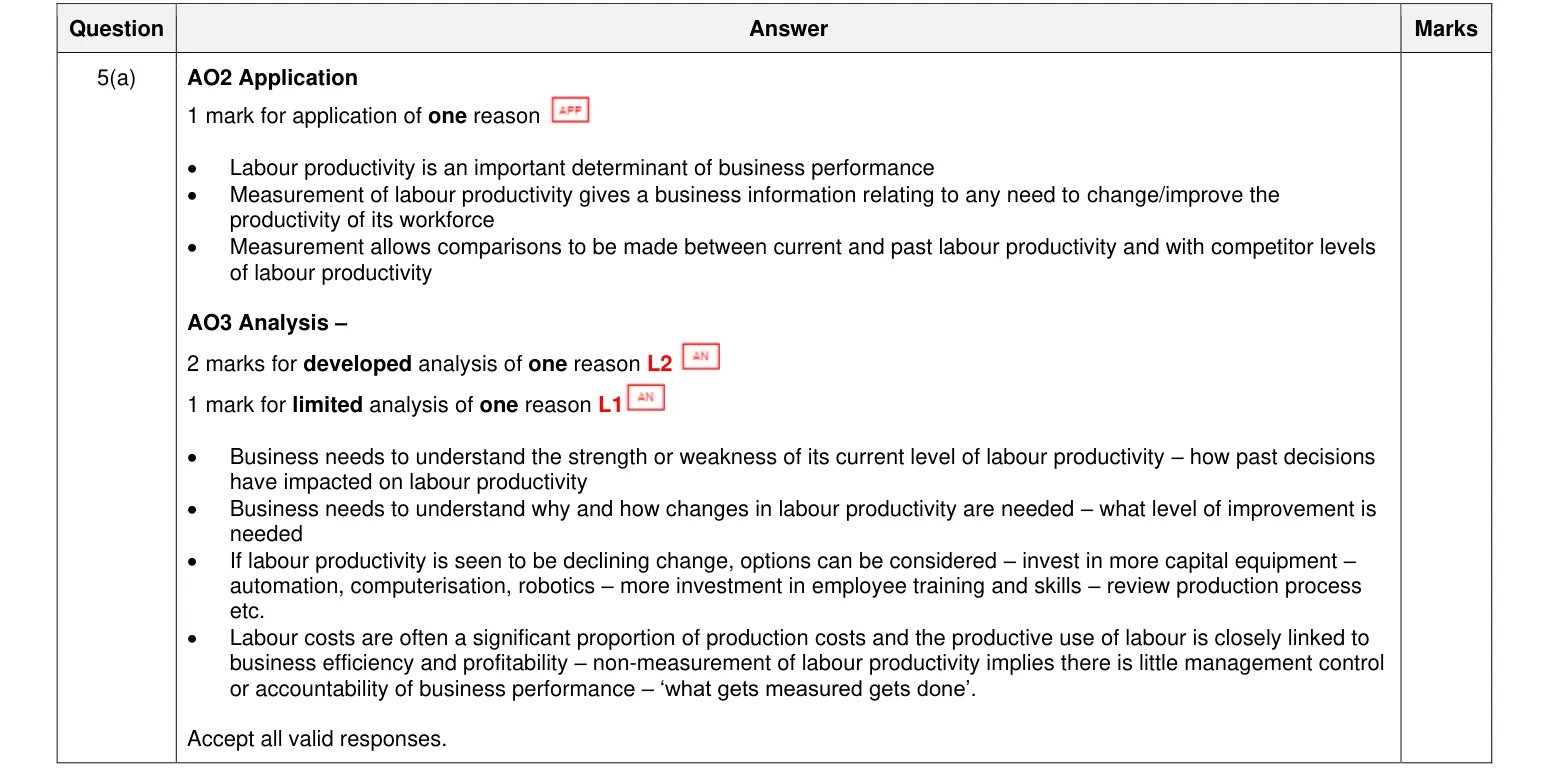 Question Answer Marks
5(a) AO2 Application
1 mark for application of one reason APP
• Labour productivity is an important determinant of business performance
• Measurement of labour productivity gives a business information relating to any need to change/improve the
productivity of its workforce
• Measurement allows comparisons to be made between current and past labour productivity and with competitor levels
of labour productivity
AO3 Analysis –
2 marks for developed analysis of one reason L2 AN
1 mark for limited analysis of one reason L1 AN
• Business needs to understand the strength or weakness of its current level of labour productivity – how past decisions
have impacted on labour productivity
• Business needs to understand why and how changes in labour productivity are needed – what level of improvement is
needed
• If labour productivity is seen to be declining change, options can be considered – invest in more capital equipment –
automation, computerisation, robotics – more investment in employee training and skills – review production process
etc.
• Labour costs are often a significant proportion of production costs and the productive use of labour is closely linked to
business efficiency and profitability – non-measurement of labour productivity implies there is little management control
or accountability of business performance – ‘what gets measured gets done’.
Accept all valid responses.